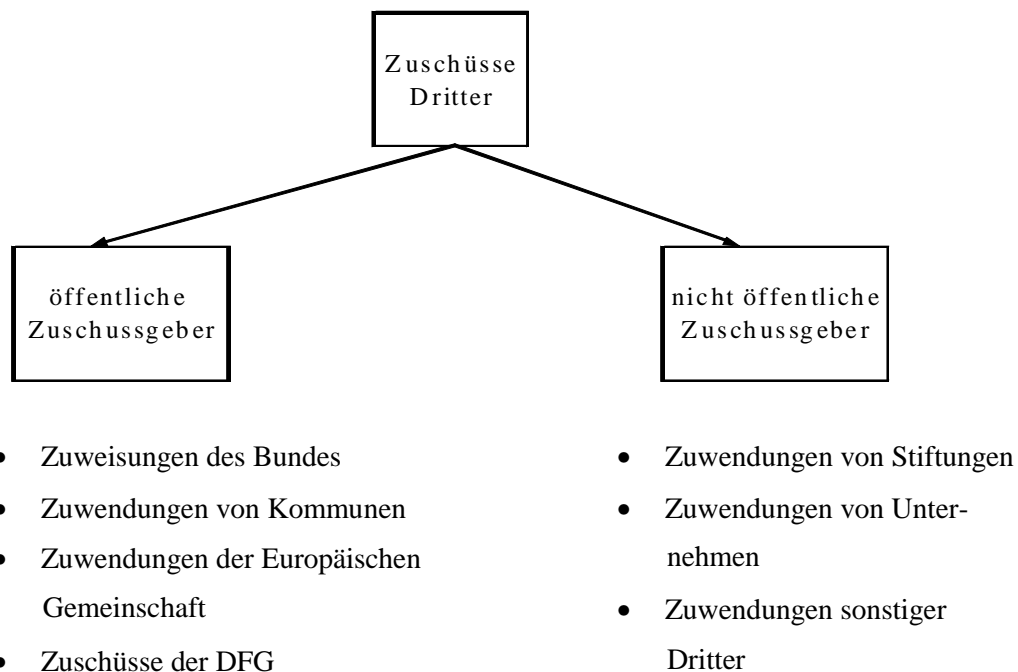 Zuschüsse
Dritter
öffentliche
Zuschussgeber
nicht öffentliche
Zuschussgeber
• Zuweisungen des Bundes
• Zuwendungen von Kommunen
• Zuwendungen der Europäischen
Gemeinschaft
• Zuschüsse der DFG
• Zuwendungen von Stiftungen
• Zuwendungen von Unter-
nehmen
• Zuwendungen sonstiger
Dritter